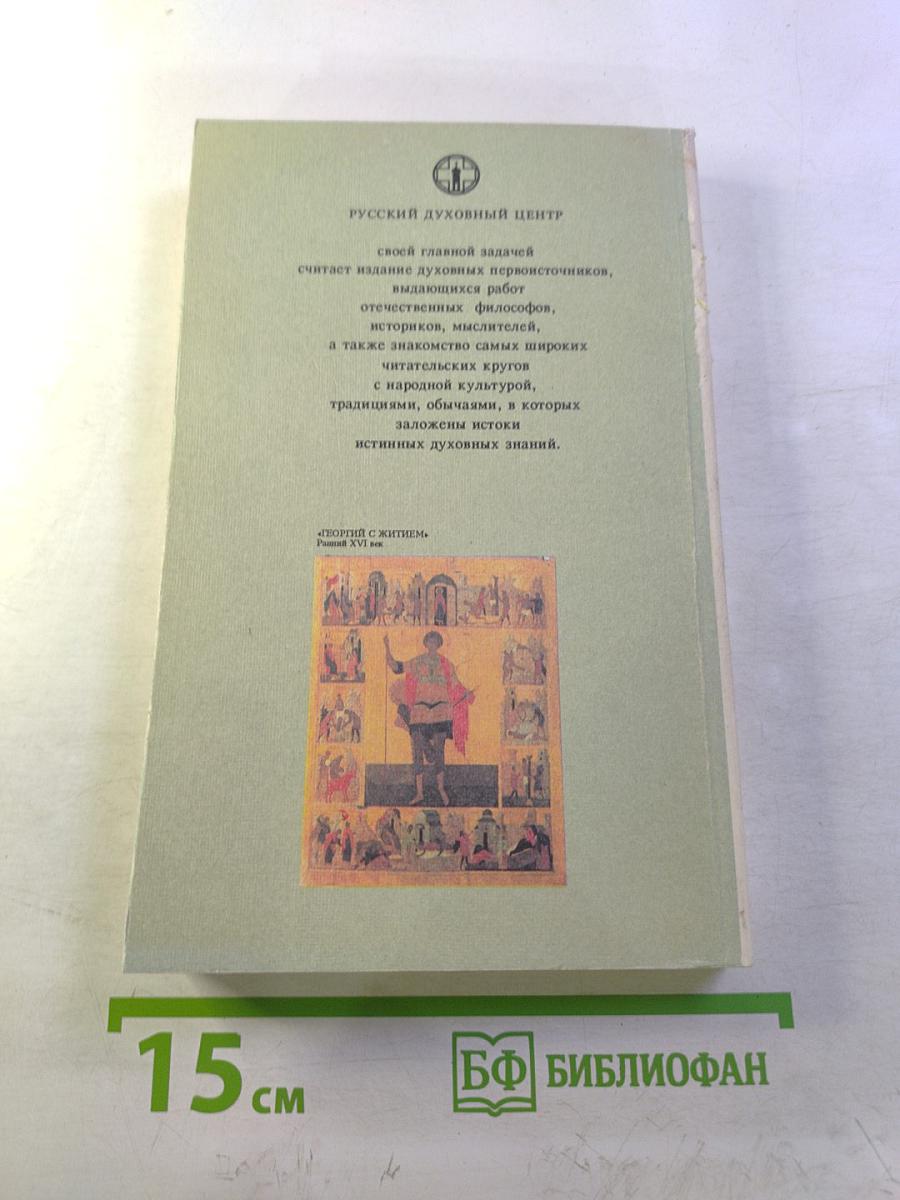 РУССКИЙ ДУХОВНЫЙ ЦЕНТР
своей главной задачей
считает издание духовных первоисточников,
выдающихся работ
отечественных философов,
историков, мыслителей,
а также знакомство самых широких
читательских кругов
с народной культурой,
традициями, обычаями, в которых
заложены истоки
истинных духовных знаний.
«ГЕОРГИЙ С ЖИТИЕМ»
Ранний XVI век
15 см
БФ БИБЛИОФАН